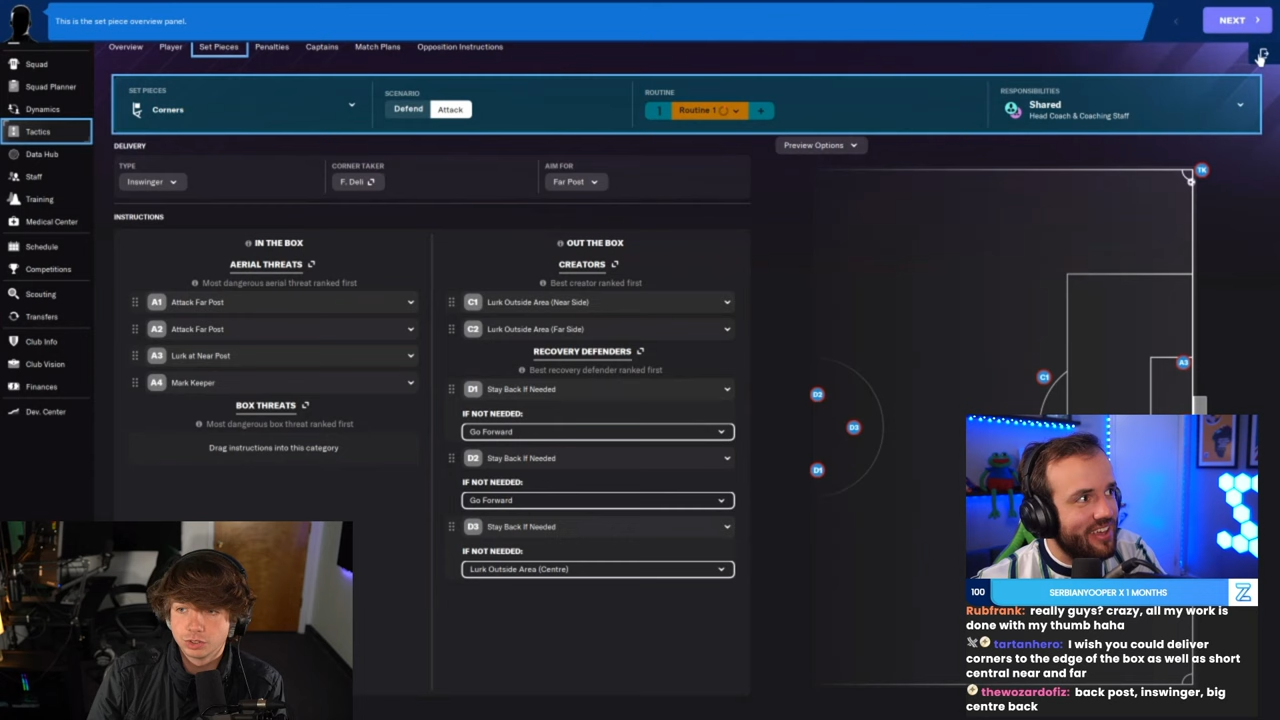 This is the set piece overview panel.
NEXT
Overview Player Set Pieces Penalties Captains Match Plans Opposition Instructions
Squad
Squad Planner
Dynamics
Tactics
Data Hub
Staff
Training
Medical Center
Schedule
Competitions
Scouting
Transfers
Club Info
Club Vision
Finances
Dev. Center
SET PIECES
Corners
SCENARIO
Defend Attack
ROUTINE
1 Routine 1 +
RESPONSIBILITIES
Shared
Head Coach & Coaching Staff
DELIVERY
TYPE
Inswinger
CORNER TAKER
F. Deli
AIM FOR
Far Post
Preview Options
INSTRUCTIONS
IN THE BOX
AERIAL THREATS
Most dangerous aerial threat ranked first
A1 Attack Far Post
A2 Attack Far Post
A3 Lurk at Near Post
A4 Mark Keeper
BOX THREATS
Most dangerous box threat ranked first
Drag instructions into this category
OUT THE BOX
CREATORS
Best creator ranked first
C1 Lurk Outside Area (Near Side)
C2 Lurk Outside Area (Far Side)
RECOVERY DEFENDERS
Best recovery defender ranked first
D1 Stay Back If Needed
IF NOT NEEDED:
Go Forward
D2 Stay Back If Needed
IF NOT NEEDED:
Go Forward
D3 Stay Back If Needed
IF NOT NEEDED:
Lurk Outside Area (Centre)
TK
A3
C1
D2
D3
D1
100 SERBIANYOOPER X 1 MONTHS Z
Rubfrank: really guys? crazy, all my work is
done with my thumb haha
tartanhero: I wish you could deliver
corners to the edge of the box as well as short
central near and far
thewozardofiz: back post, inswinger, big
centre back